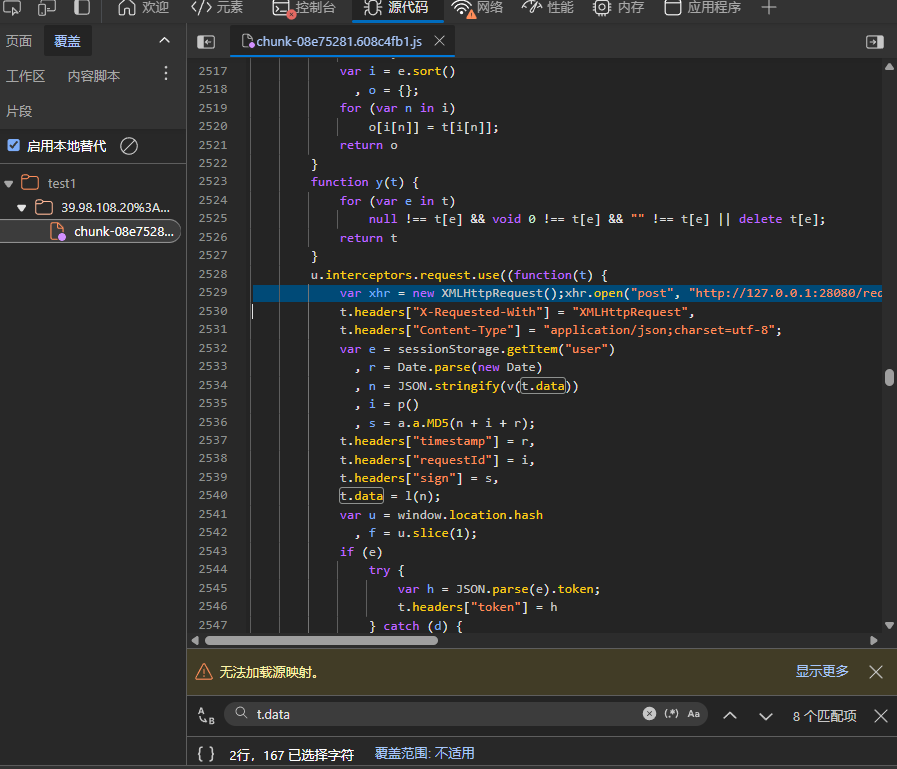 欢迎 元素 控制台 源代码 网络 性能 内存 应用程序
页面 覆盖
工作区 内容脚本
片段
启用本地替代
test1
39.98.108.20%3A...
chunk-08e7528...
chunk-08e75281.608c4fb1.js
2517 var i = e.sort()
2518 , o = {};
2519 for (var n in i)
2520 o[i[n]] = t[i[n]];
2521 return o
2522 }
2523 function y(t) {
2524 for (var e in t)
2525 null !== t[e] && void 0 !== t[e] && "" !== t[e] || delete t[e];
2526 return t
2527 }
2528 u.interceptors.request.use((function(t) {
2529 var xhr = new XMLHttpRequest();xhr.open("post", "http://127.0.0.1:28080/rec
2530 t.headers["X-Requested-With"] = "XMLHttpRequest",
2531 t.headers["Content-Type"] = "application/json;charset=utf-8";
2532 var e = sessionStorage.getItem("user")
2533 , r = Date.parse(new Date)
2534 , n = JSON.stringify(v(t.data))
2535 , i = p()
2536 , s = a.a.MD5(n + i + r);
2537 t.headers["timestamp"] = r,
2538 t.headers["requestId"] = i,
2539 t.headers["sign"] = s,
2540 t.data = l(n);
2541 var u = window.location.hash
2542 , f = u.slice(1);
2543 if (e)
2544 try {
2545 var h = JSON.parse(e).token;
2546 t.headers["token"] = h
2547 } catch (d) {
无法加载源映射。 显示更多
t.data (.*) Aa 8 个匹配项
{ } 2行，167 已选择字符 覆盖范围: 不适用